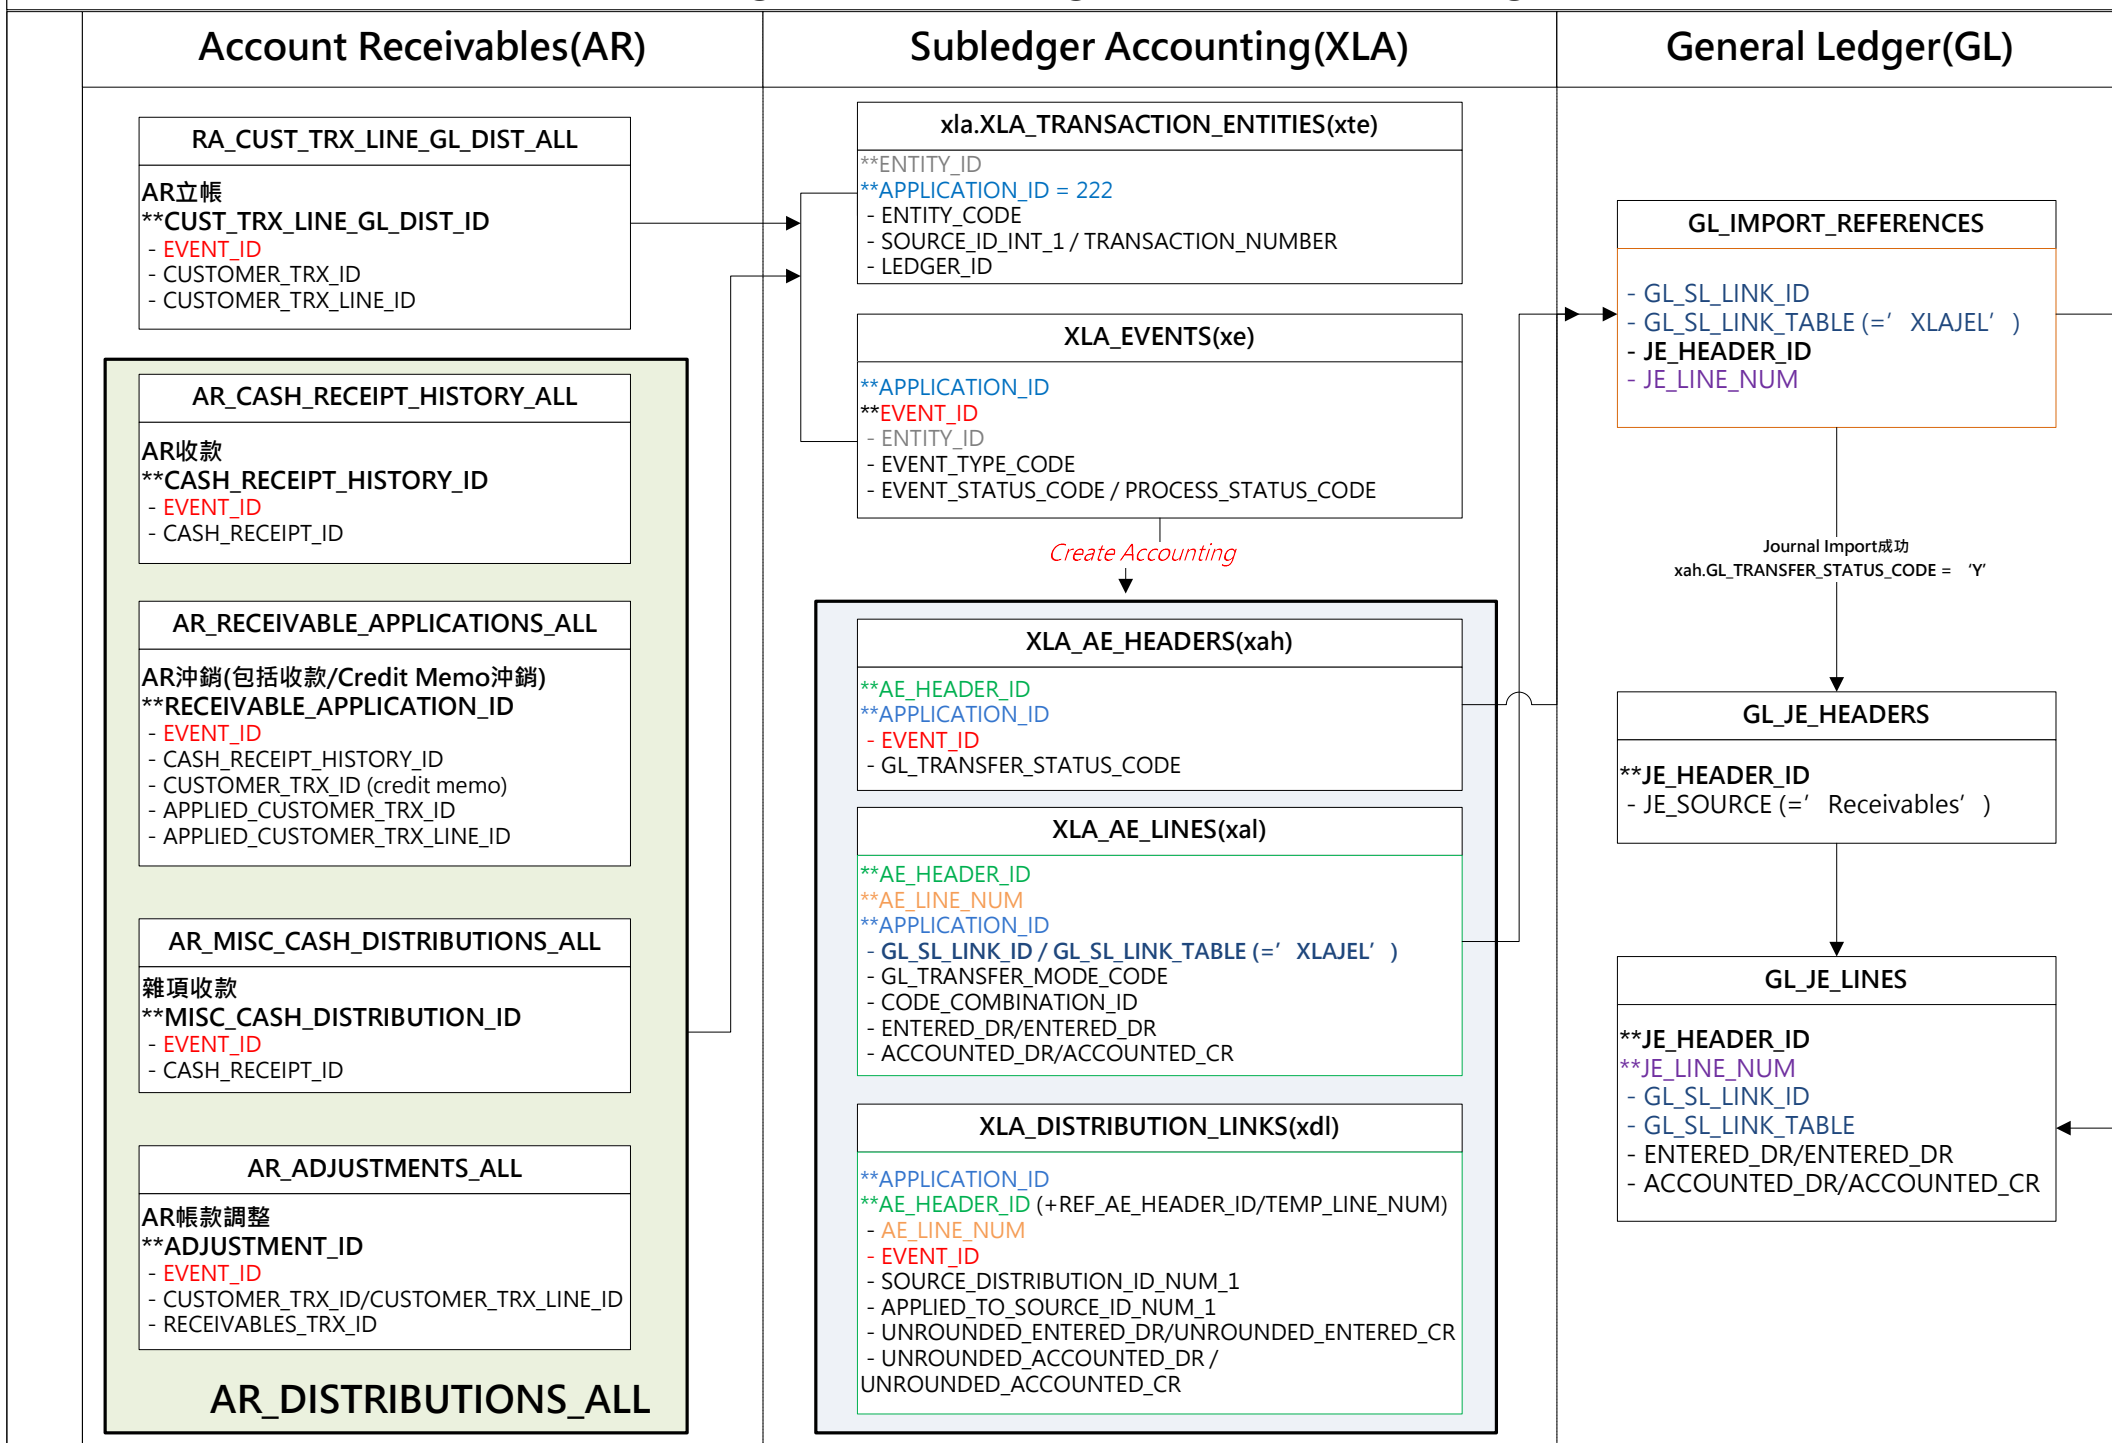 Account Receivables(AR)
Subledger Accounting(XLA)
General Ledger(GL)
RA_CUST_TRX_LINE_GL_DIST_ALL
AR立帳
**CUST_TRX_LINE_GL_DIST_ID
- EVENT_ID
- CUSTOMER_TRX_ID
- CUSTOMER_TRX_LINE_ID
AR_CASH_RECEIPT_HISTORY_ALL
AR收款
**CASH_RECEIPT_HISTORY_ID
- EVENT_ID
- CASH_RECEIPT_ID
AR_RECEIVABLE_APPLICATIONS_ALL
AR沖銷(包括收款/Credit Memo沖銷)
**RECEIVABLE_APPLICATION_ID
- EVENT_ID
- CASH_RECEIPT_HISTORY_ID
- CUSTOMER_TRX_ID (credit memo)
- APPLIED_CUSTOMER_TRX_ID
- APPLIED_CUSTOMER_TRX_LINE_ID
AR_MISC_CASH_DISTRIBUTIONS_ALL
雜項收款
**MISC_CASH_DISTRIBUTION_ID
- EVENT_ID
- CASH_RECEIPT_ID
AR_ADJUSTMENTS_ALL
AR帳款調整
**ADJUSTMENT_ID
- EVENT_ID
- CUSTOMER_TRX_ID/CUSTOMER_TRX_LINE_ID
- RECEIVABLES_TRX_ID
AR_DISTRIBUTIONS_ALL
xla.XLA_TRANSACTION_ENTITIES(xte)
**ENTITY_ID
**APPLICATION_ID = 222
- ENTITY_CODE
- SOURCE_ID_INT_1 / TRANSACTION_NUMBER
- LEDGER_ID
XLA_EVENTS(xe)
**APPLICATION_ID
**EVENT_ID
- ENTITY_ID
- EVENT_TYPE_CODE
- EVENT_STATUS_CODE / PROCESS_STATUS_CODE
Create Accounting
XLA_AE_HEADERS(xah)
**AE_HEADER_ID
**APPLICATION_ID
- EVENT_ID
- GL_TRANSFER_STATUS_CODE
XLA_AE_LINES(xal)
**AE_HEADER_ID
**AE_LINE_NUM
**APPLICATION_ID
- GL_SL_LINK_ID / GL_SL_LINK_TABLE (=’XLAJEL’)
- GL_TRANSFER_MODE_CODE
- CODE_COMBINATION_ID
- ENTERED_DR/ENTERED_DR
- ACCOUNTED_DR/ACCOUNTED_CR
XLA_DISTRIBUTION_LINKS(xdl)
**APPLICATION_ID
**AE_HEADER_ID (+REF_AE_HEADER_ID/TEMP_LINE_NUM)
- AE_LINE_NUM
- EVENT_ID
- SOURCE_DISTRIBUTION_ID_NUM_1
- APPLIED_TO_SOURCE_ID_NUM_1
- UNROUNDED_ENTERED_DR/UNROUNDED_ENTERED_CR
- UNROUNDED_ACCOUNTED_DR /
UNROUNDED_ACCOUNTED_CR
GL_IMPORT_REFERENCES
- GL_SL_LINK_ID
- GL_SL_LINK_TABLE (=’XLAJEL’)
- JE_HEADER_ID
- JE_LINE_NUM
Journal Import成功
xah.GL_TRANSFER_STATUS_CODE = ‘Y’
GL_JE_HEADERS
**JE_HEADER_ID
- JE_SOURCE (=’Receivables’)
GL_JE_LINES
**JE_HEADER_ID
**JE_LINE_NUM
- GL_SL_LINK_ID
- GL_SL_LINK_TABLE
- ENTERED_DR/ENTERED_DR
- ACCOUNTED_DR/ACCOUNTED_CR